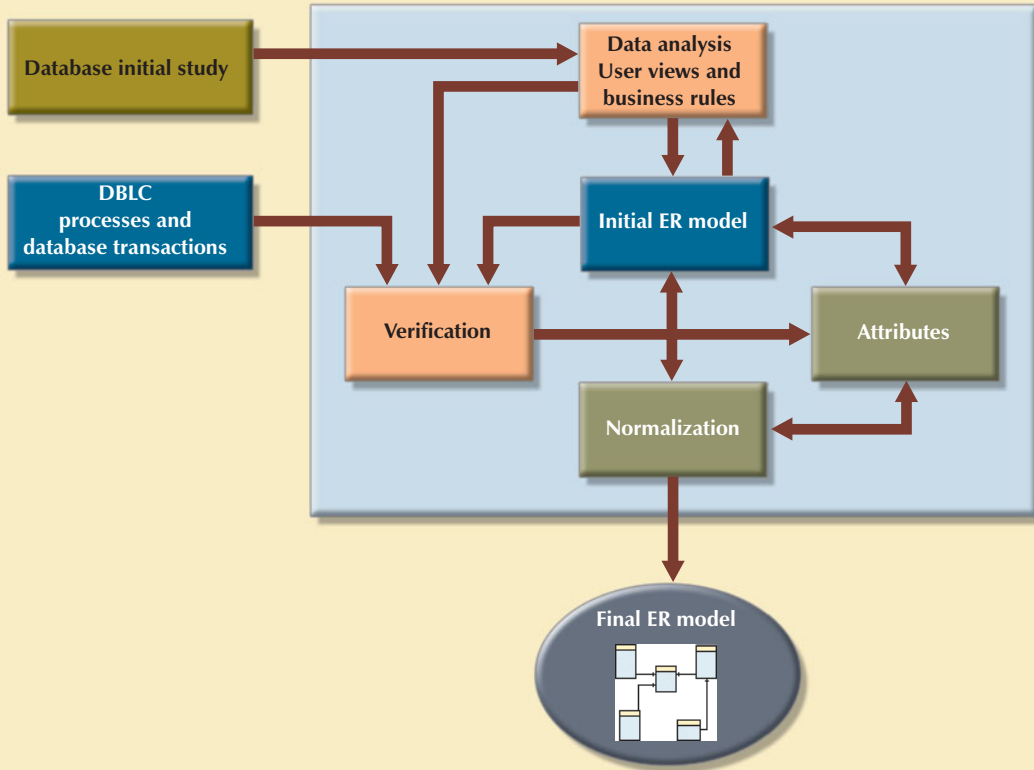 Database initial study
Data analysis
User views and
business rules
DBLC
processes and
database transactions
Initial ER model
Verification
Attributes
Normalization
Final ER model